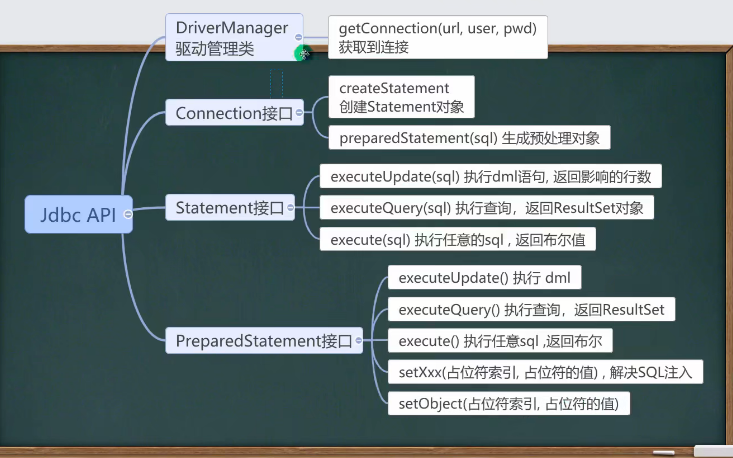 Jdbc API
DriverManager
驱动管理类
getConnection(url, user, pwd)
获取到连接
Connection接口
createStatement
创建Statement对象
preparedStatement(sql) 生成预处理对象
Statement接口
executeUpdate(sql) 执行dml语句, 返回影响的行数
executeQuery(sql) 执行查询，返回ResultSet对象
execute(sql) 执行任意的sql , 返回布尔值
PreparedStatement接口
executeUpdate() 执行 dml
executeQuery() 执行查询，返回ResultSet
execute() 执行任意sql ,返回布尔
setXxx(占位符索引, 占位符的值) , 解决SQL注入
setObject(占位符索引, 占位符的值)